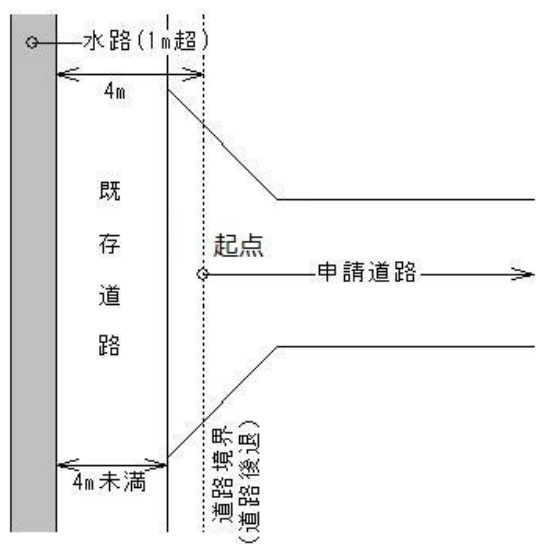 水路(1m超)
4m
既存道路
起点
申請道路
4m未満
道路境界
(道路後退)